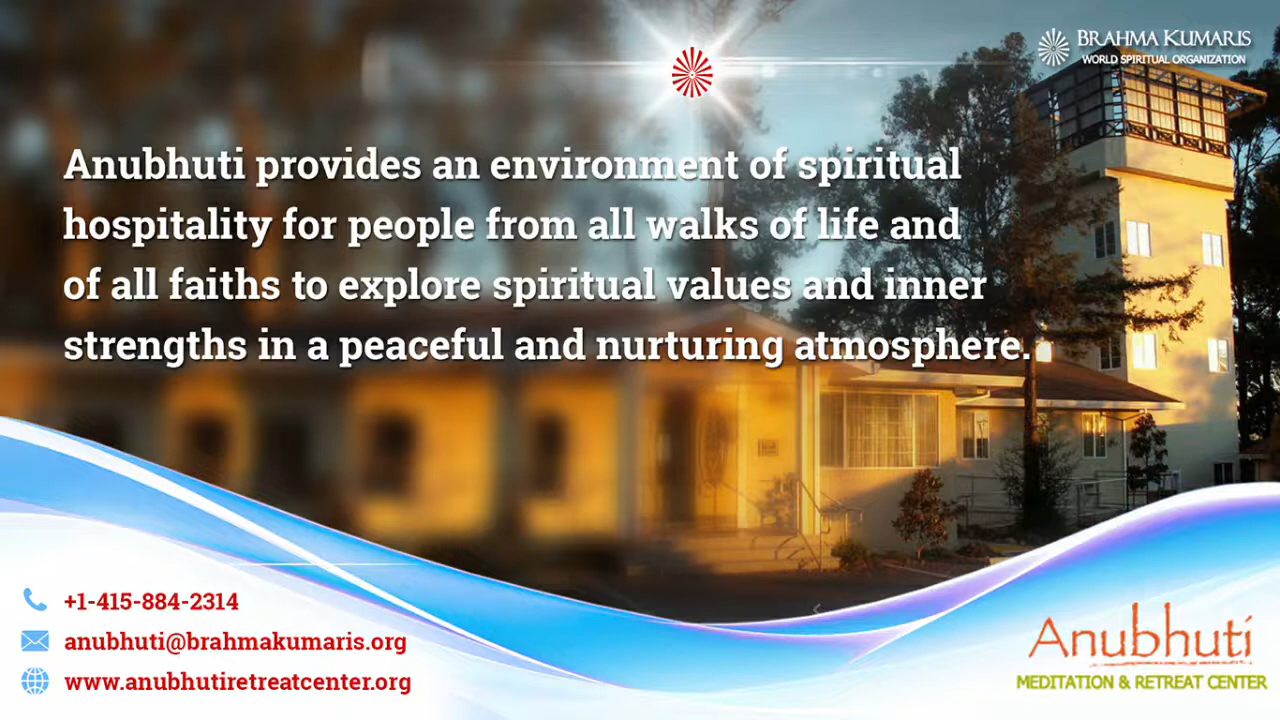 BRAHMA KUMARIS
WORLD SPIRITUAL ORGANIZATION
Anubhuti provides an environment of spiritual
hospitality for people from all walks of life and
of all faiths to explore spiritual values and inner
strengths in a peaceful and nurturing atmosphere.
+1-415-884-2314
anubhuti@brahmakumaris.org
www.anubhutiretreatcenter.org
Anubhuti
MEDITATION & RETREAT CENTER